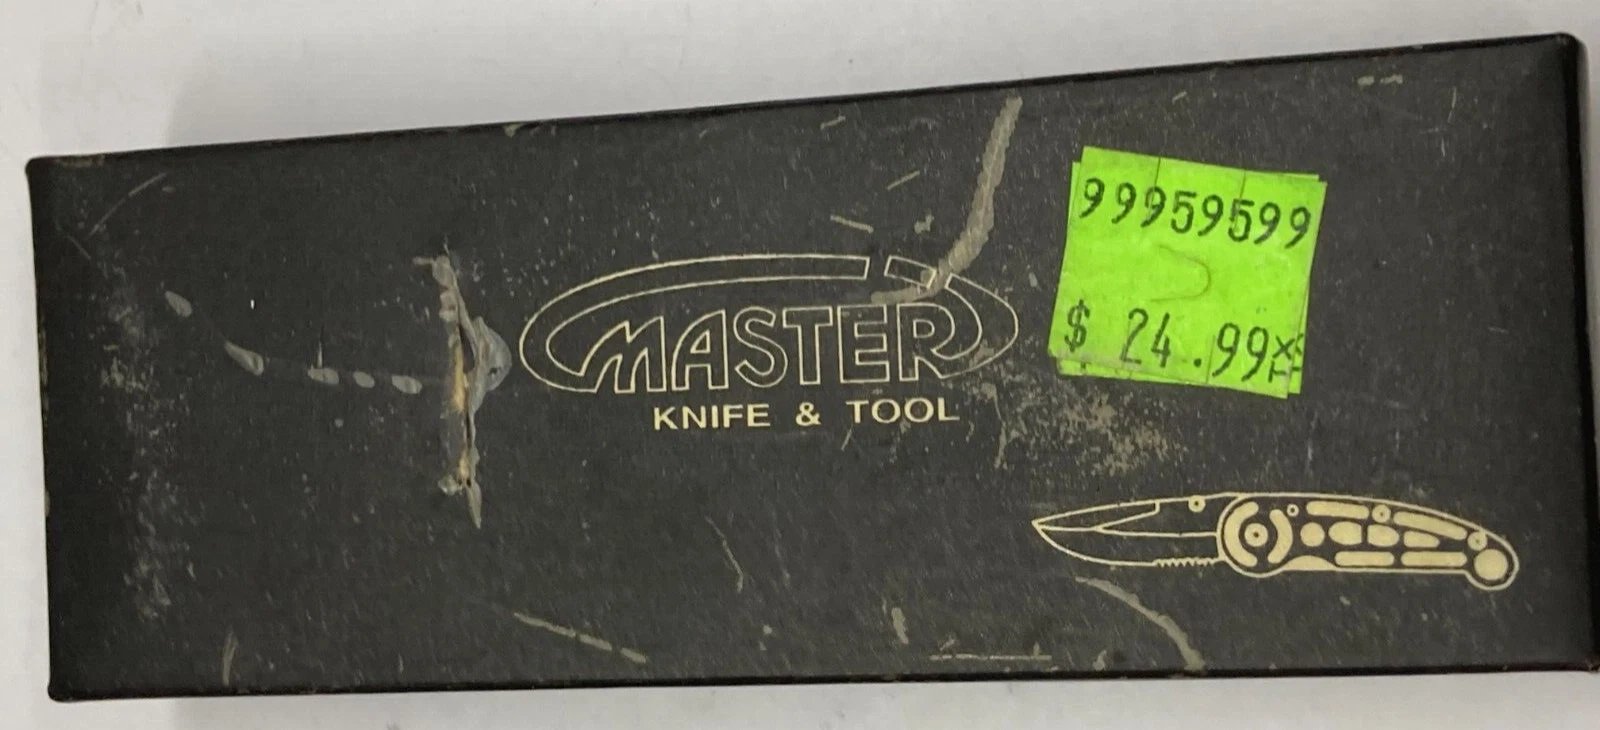 MASTER
KNIFE & TOOL
99959599
$ 24.99